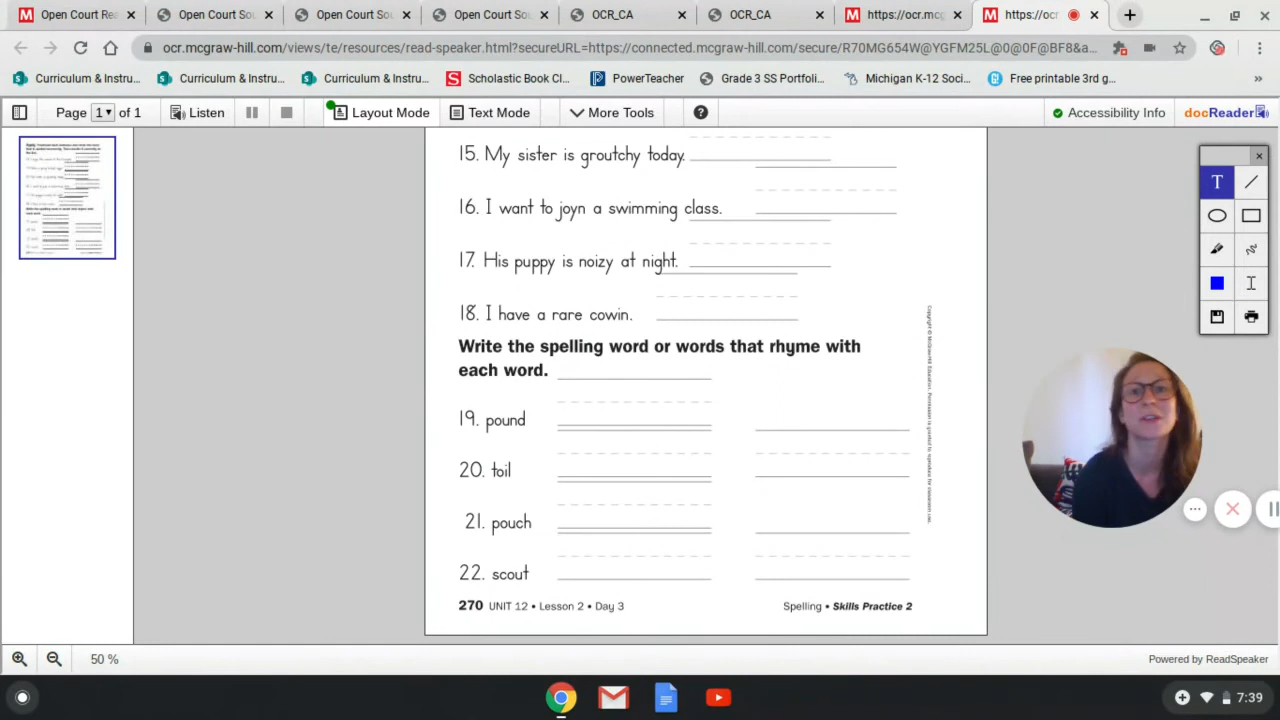 Open Court Rea
Open Court Sou
Open Court Sou
Open Court Sou
OCR_CA
OCR_CA
https://ocr.mcg
https://ocr
ocr.mcgraw-hill.com/views/te/resources/read-speaker.html?secureURL=https://connected.mcgraw-hill.com/secure/R70MG654W@YGFM25L@0@0F@BF8&a...
Curriculum & Instru...
Curriculum & Instru...
Curriculum & Instru...
Scholastic Book Cl...
PowerTeacher
Grade 3 SS Portfoli...
Michigan K-12 Soci...
Free printable 3rd g...
»
Page 1 of 1
Listen
Layout Mode
Text Mode
More Tools
Accessibility Info
docReader
15. My sister is groutchy today.
16. I want to joyn a swimming class.
17. His puppy is noizy at night.
18. I have a rare cowin.
Write the spelling word or words that rhyme with
each word.
19. pound
20. toil
21. pouch
22. scout
270 UNIT 12 • Lesson 2 • Day 3
Spelling • Skills Practice 2
T
50 %
Powered by ReadSpeaker
7:39